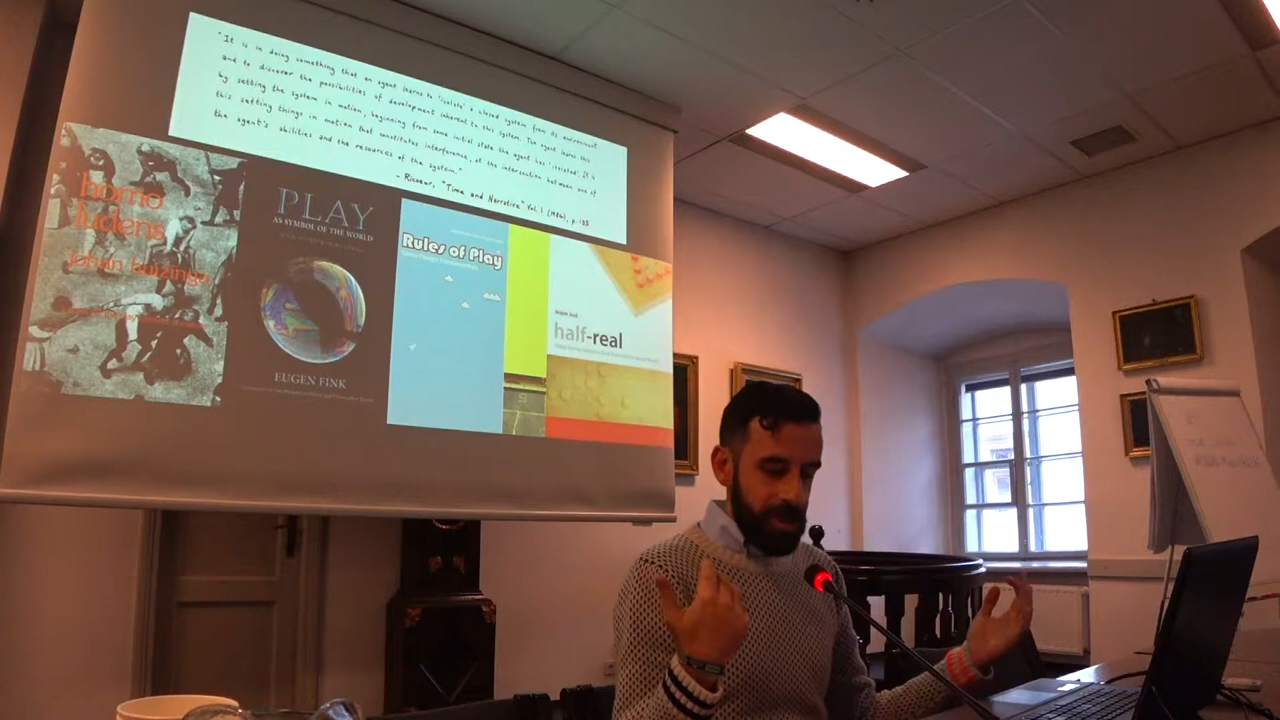 "It is in doing something that an agent learns to 'isolate' a closed system from its environment
and to discover the possibilities of development inherent to this system. The agent learns this
by setting the system in motion, beginning from some initial state the agent has 'isolated'. It is
this setting things in motion that constitutes interference, at the intersection between one of
the agent's abilities and the resources of the system."
- Ricoeur, "Time and Narrative" Vol. 1 (1984), p. 135
homo
ludens
johan huizinga
PLAY
AS SYMBOL OF THE WORLD
EUGEN FINK
Rules of Play
Game Design Fundamentals
Jesper Juul
half-real